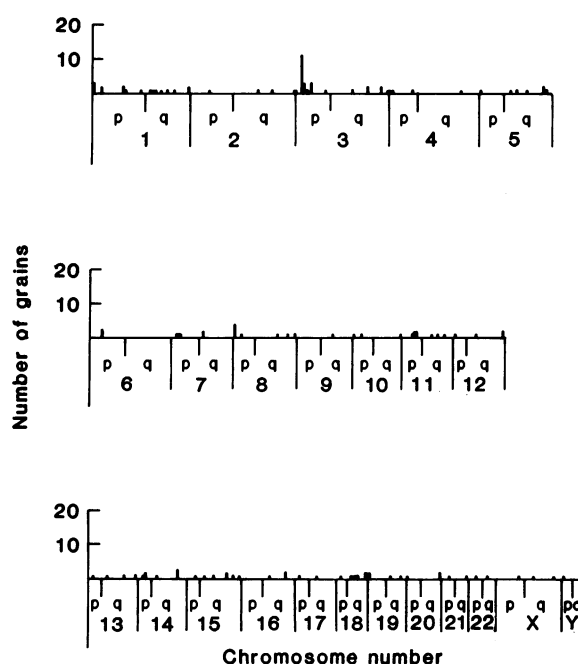 20
10
p q p q p q p q p q
1 2 3 4 5
Number of grains
20
10
p q p q p q p q p q p q p q
6 7 8 9 10 11 12
20
10
p q p q p q p q p q p q p q p q p q p q p q p q
13 14 15 16 17 18 19 20 21 22 X Y
Chromosome number